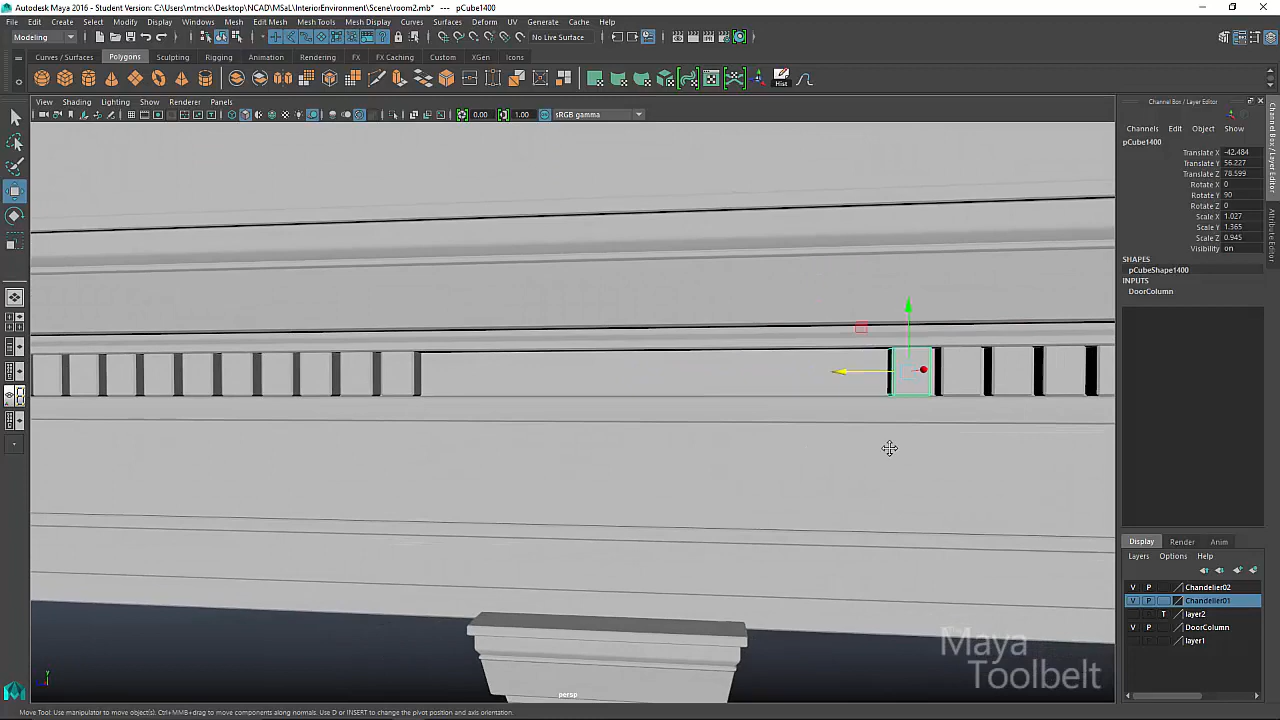 Autodesk Maya 2016 - Student Version: C:\Users\mtmck\Desktop\NCAD\MSaL\InteriorEnvironment\Scene\room2.mb* --- pCube1400
File Edit Create Select Modify Display Windows Mesh Edit Mesh Mesh Tools Mesh Display Curves Surfaces Deform UV Generate Cache Help
Modeling No Live Surface
Curves / Surfaces Polygons Sculpting Rigging Animation Rendering FX FX Caching Custom XGen Icons
Hist
View Shading Lighting Show Renderer Panels
0.00 1.00 sRGB gamma
Channel Box / Layer Editor
Channels Edit Object Show
pCube1400
Translate X -42.484
Translate Y 56.227
Translate Z 78.599
Rotate X 0
Rotate Y 90
Rotate Z 0
Scale X 1.027
Scale Y 1.365
Scale Z 0.945
Visibility on
SHAPES
pCubeShape1400
INPUTS
DoorColumn
Channel Box / Layer Editor
Attribute Editor
Display Render Anim
Layers Options Help
V P Chandelier02
V P Chandelier01
T layer2
V P DoorColumn
layer1
Maya
Toolbelt
persp
Move Tool: Use manipulator to move object(s). Ctrl+MMB+drag to move components along normals. Use D or INSERT to change the pivot position and axis orientation.